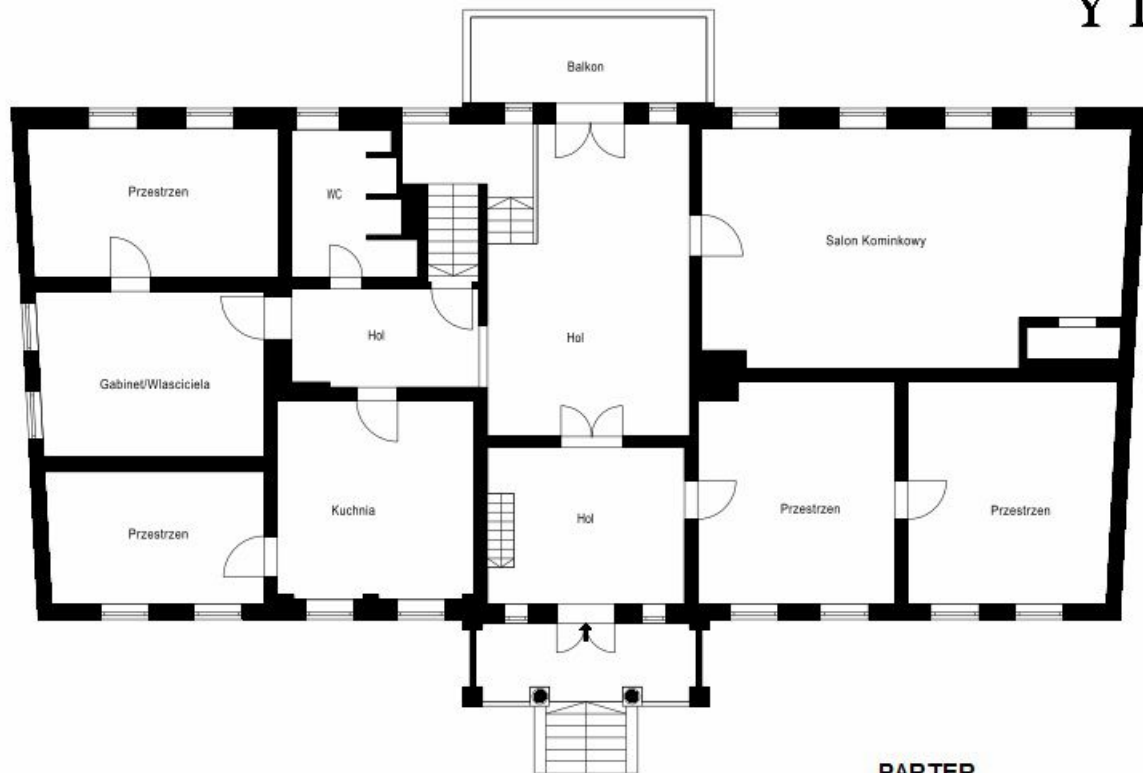 Balkon
Przestrzen
WC
Salon Kominkowy
Hol
Hol
Gabinet/Wlasciciela
Kuchnia
Hol
Przestrzen
Przestrzen
Przestrzen
PARTER